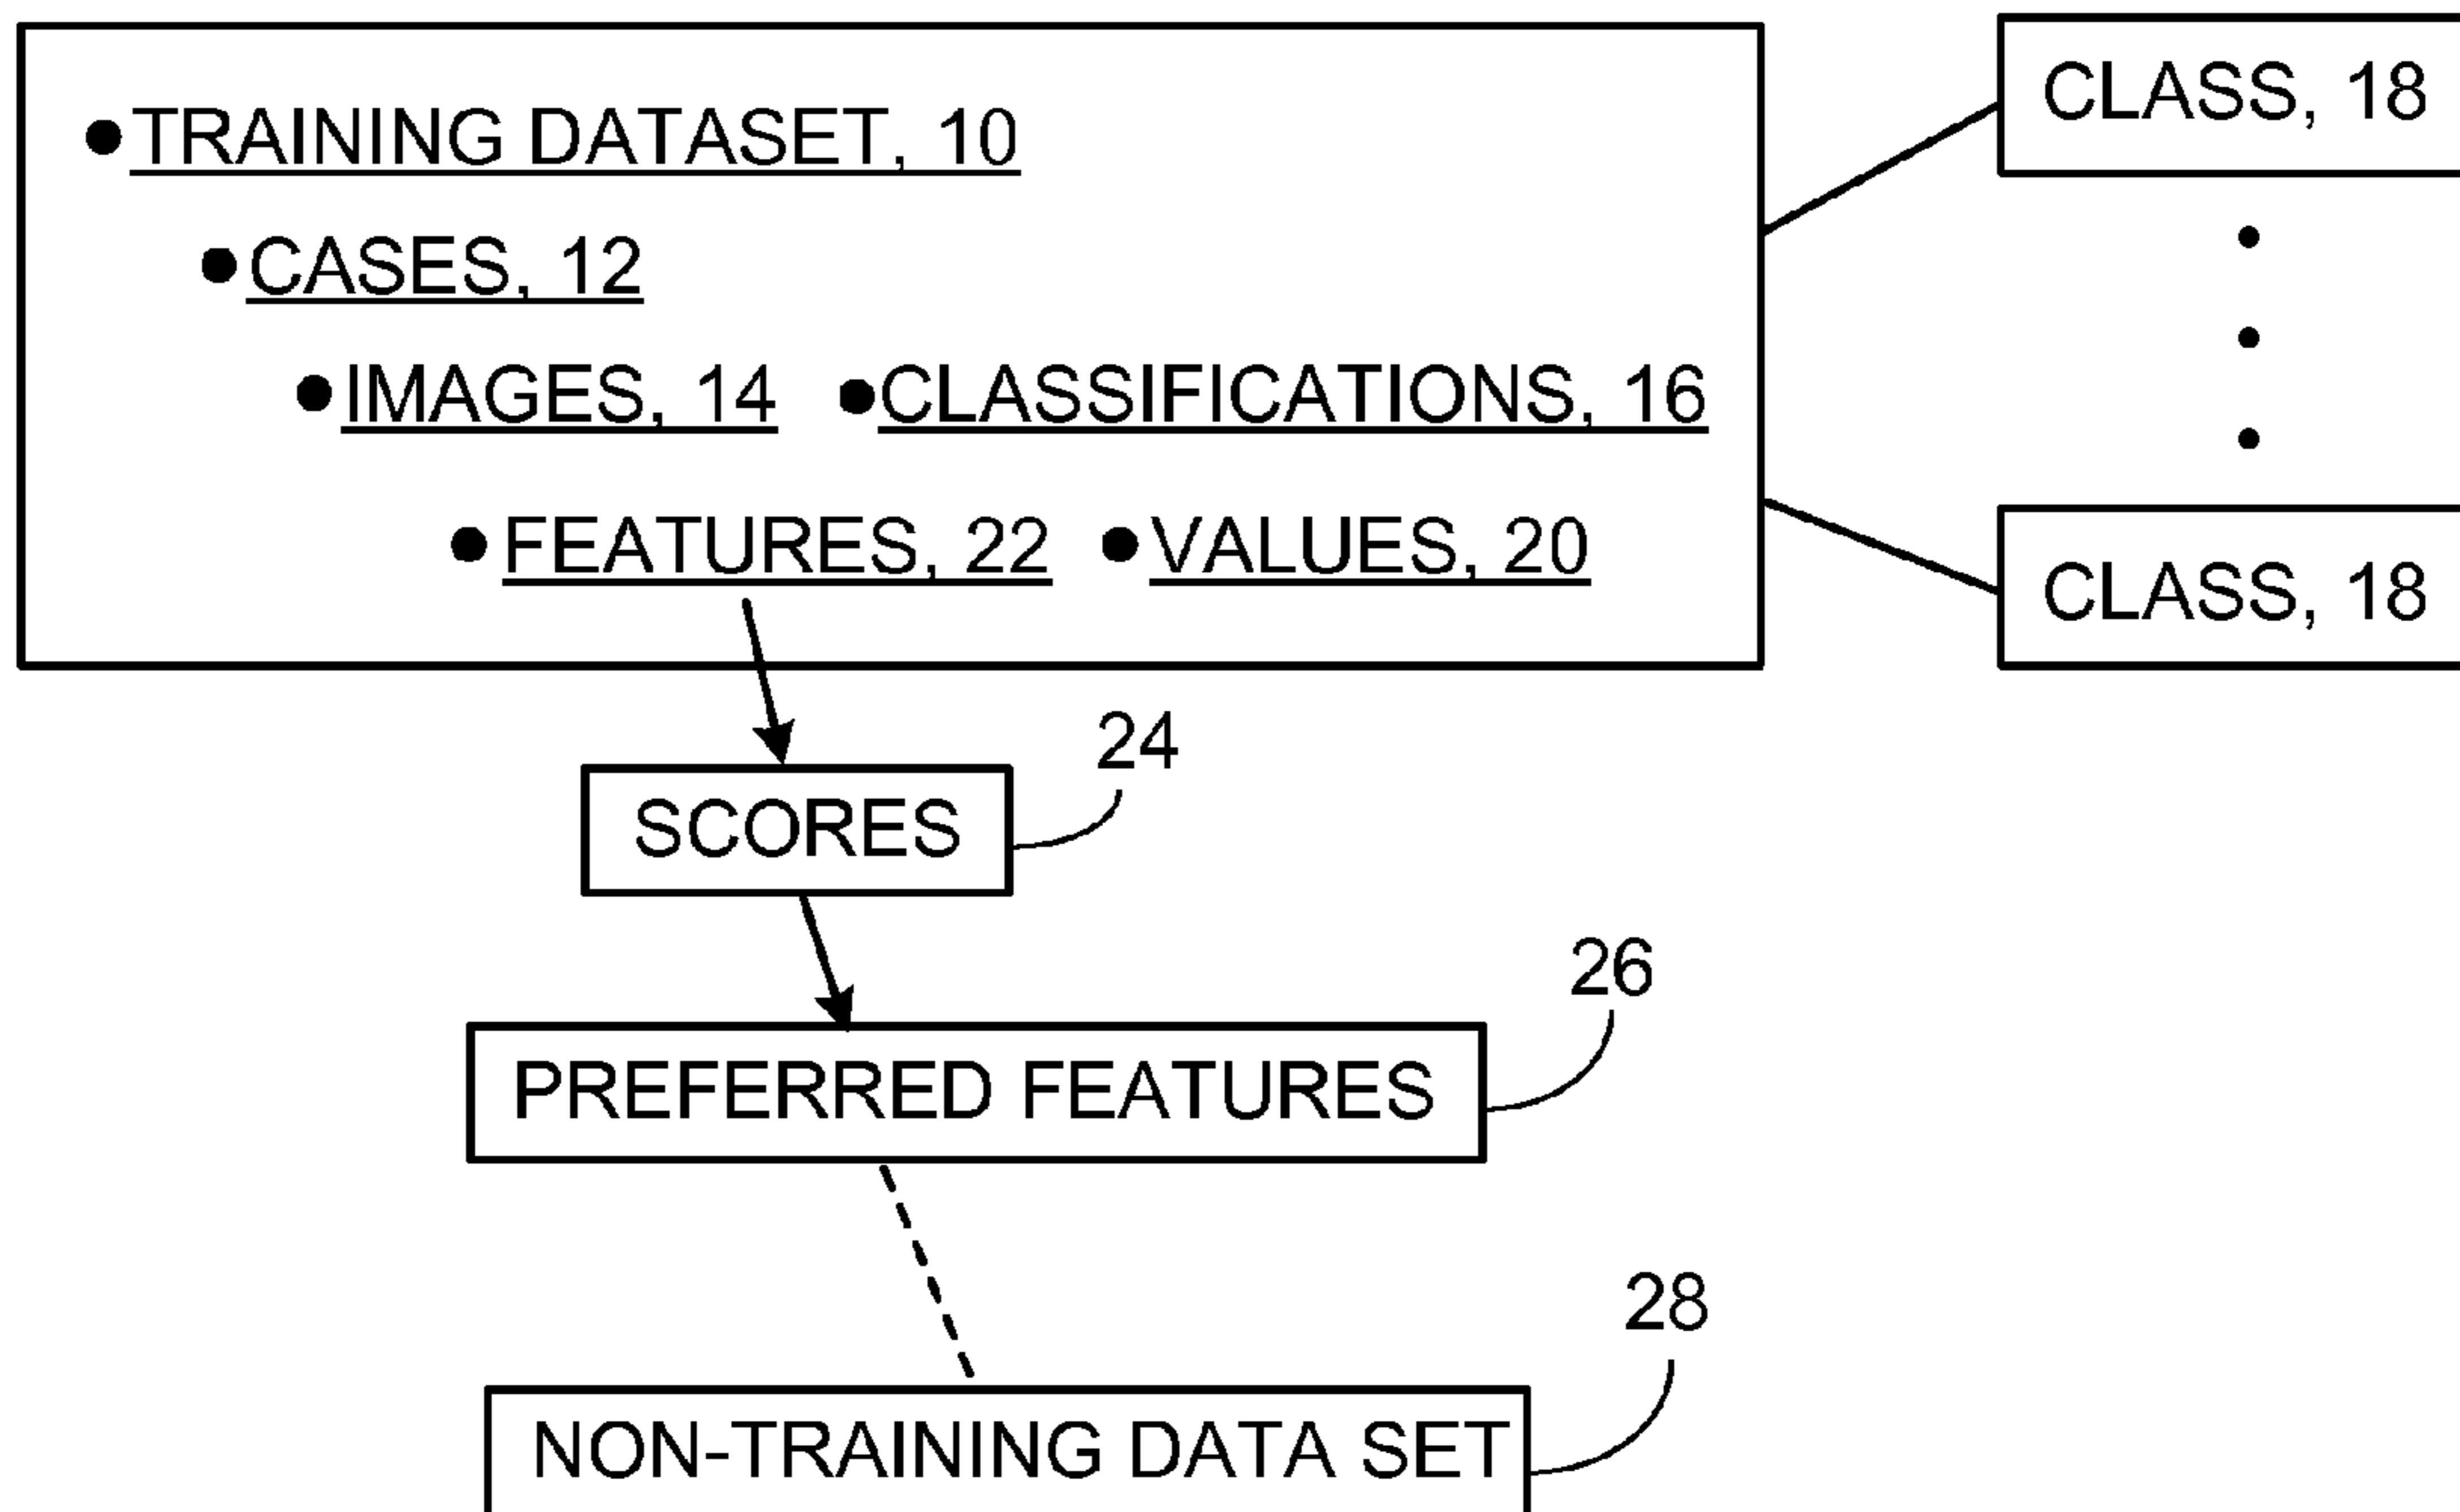 •TRAINING DATASET, 10
•CASES, 12
•IMAGES, 14 •CLASSIFICATIONS, 16
•FEATURES, 22 •VALUES, 20
CLASS, 18
CLASS, 18
24
SCORES
26
PREFERRED FEATURES
28
NON-TRAINING DATA SET